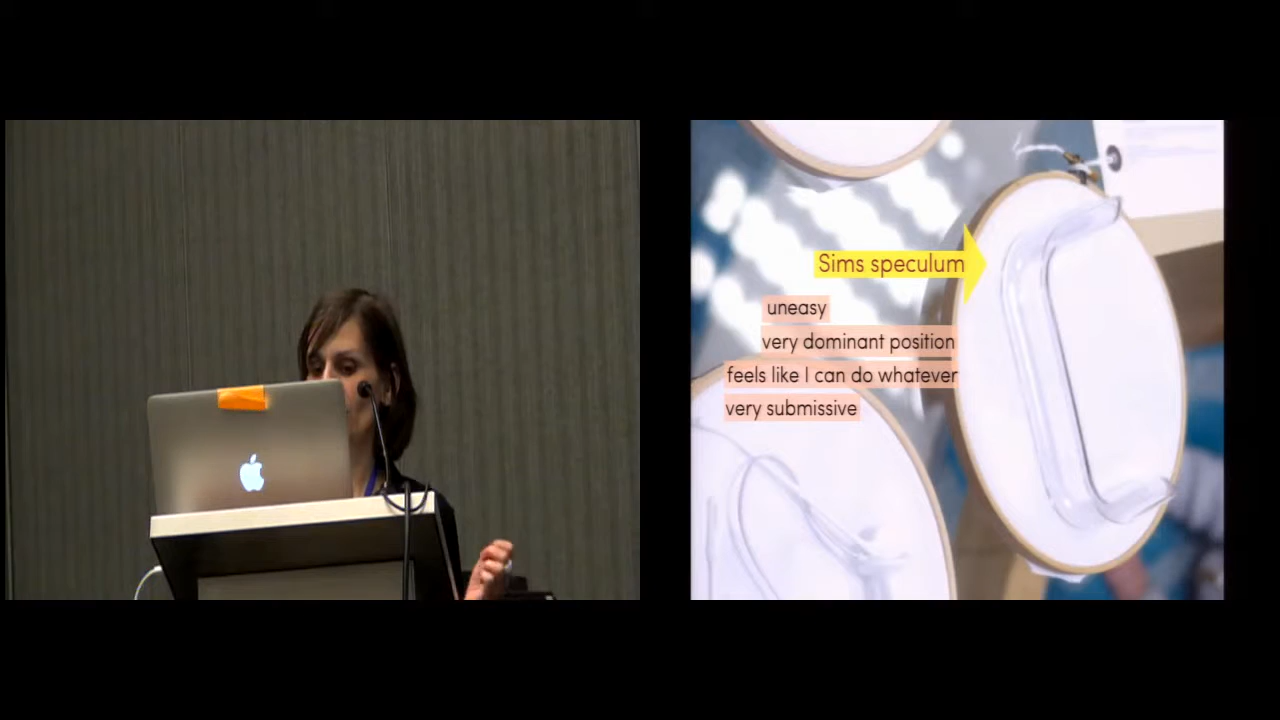 Sims speculum
uneasy
very dominant position
feels like I can do whatever
very submissive